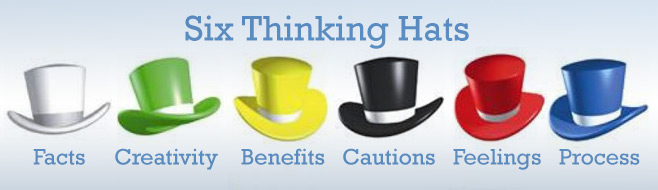 Six Thinking Hats
Facts Creativity Benefits Cautions Feelings Process